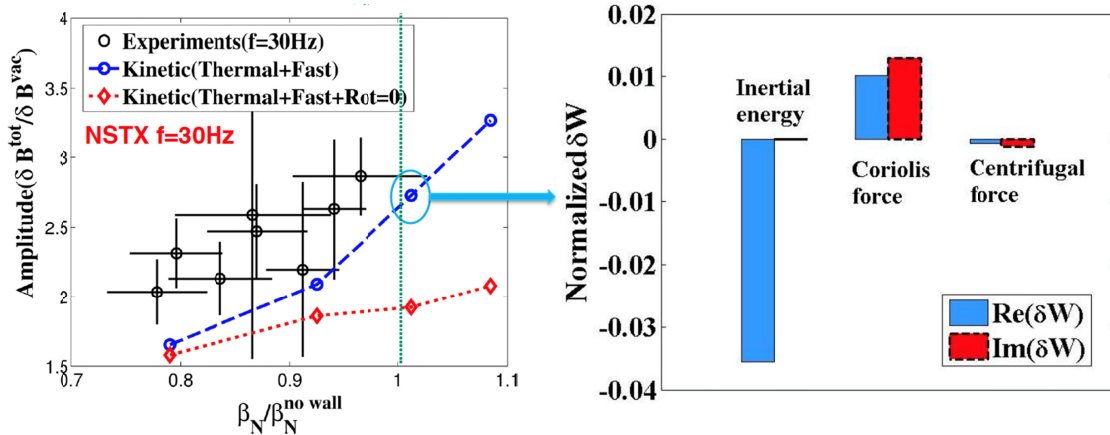 4
3.5
3
2.5
2
1.5
0.7
0.8
0.9
1
1.1
Amplitude(δ B^tot/δ B^vac)
β_N/β_N^no wall
Experiments(f=30Hz)
Kinetic(Thermal+Fast)
Kinetic(Thermal+Fast+Rot=0)
NSTX f=30Hz
0.02
0.01
0
-0.01
-0.02
-0.03
-0.04
Normalized δW
Inertial
energy
Coriolis
force
Centrifugal
force
Re(δW)
Im(δW)